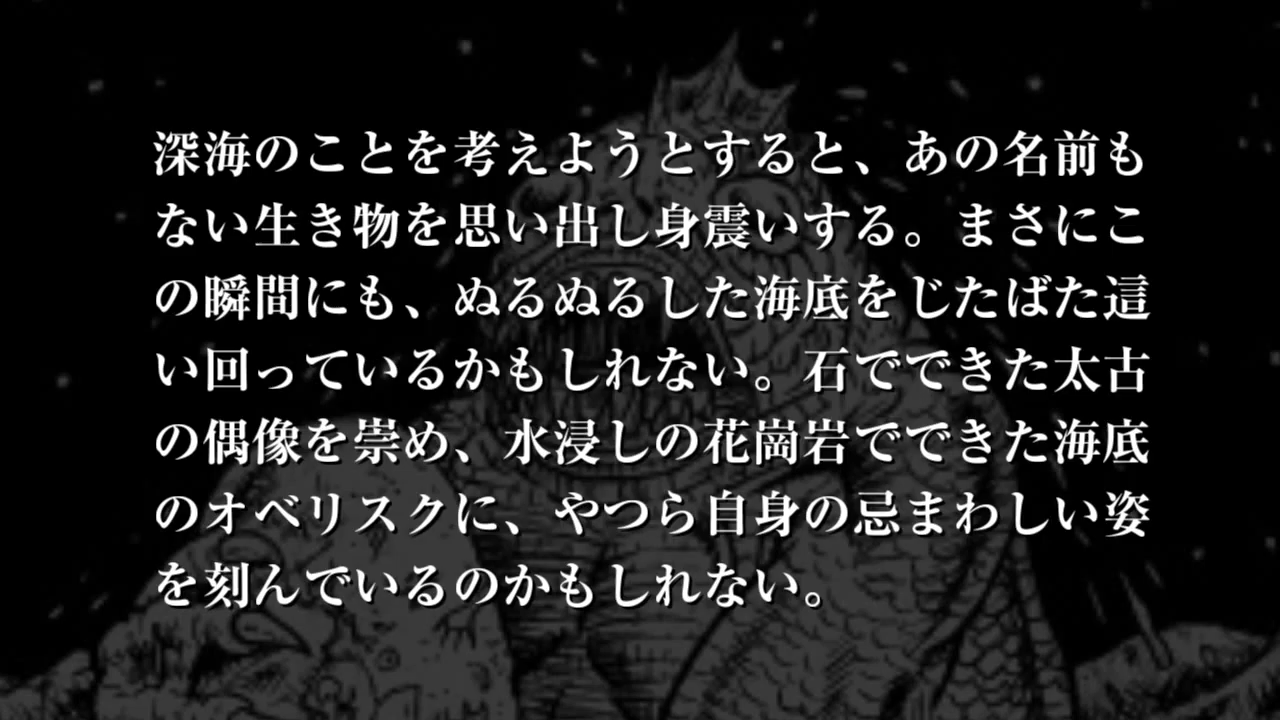 深海のことを考えようとすると、あの名前も
ない生き物を思い出し身震いする。まさにこ
の瞬間にも、ぬるぬるした海底をじたばた這
い回っているかもしれない。石でできた太古
の偶像を崇め、水浸しの花崗岩でできた海底
のオベリスクに、やつら自身の忌まわしい姿
を刻んでいるのかもしれない。